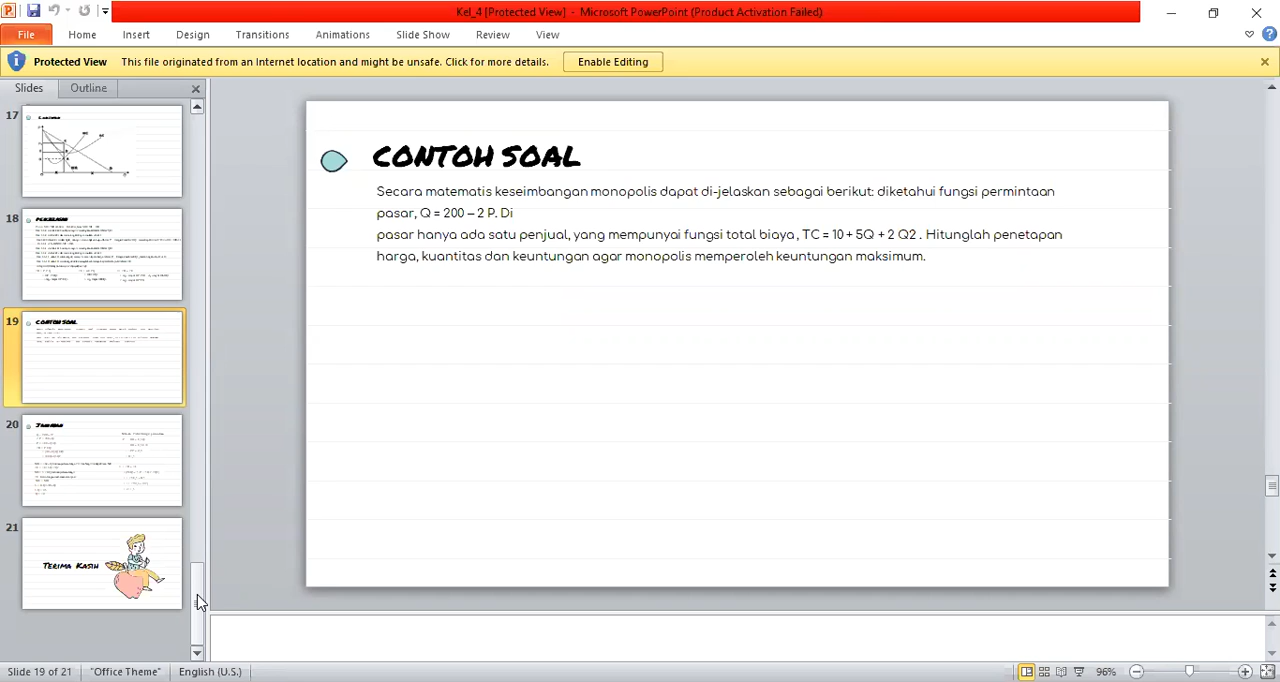 Kel_4 [Protected View] - Microsoft PowerPoint (Product Activation Failed)
File Home Insert Design Transitions Animations Slide Show Review View
Protected View This file originated from an Internet location and might be unsafe. Click for more details. Enable Editing
Slides Outline
17
18
19
CONTOH SOAL
20
21
TERIMA KASIH
CONTOH SOAL
Secara matematis keseimbangan monopolis dapat di-jelaskan sebagai berikut: diketahui fungsi permintaan
pasar, Q = 200 – 2 P. Di
pasar hanya ada satu penjual, yang mempunyai fungsi total biaya , TC = 10 + 5Q + 2 Q2 . Hitunglah penetapan
harga, kuantitas dan keuntungan agar monopolis memperoleh keuntungan maksimum.
Slide 19 of 21 "Office Theme" English (U.S.) 96%